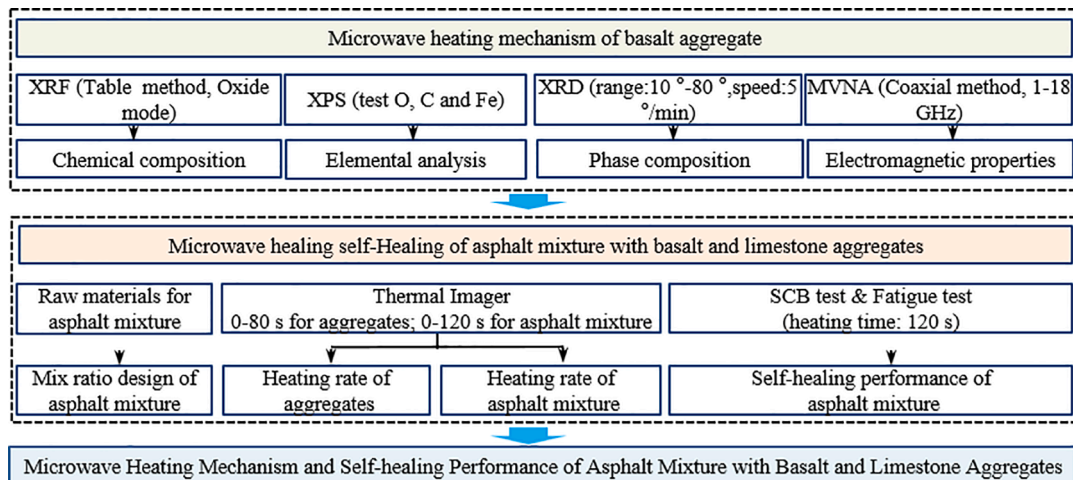 Microwave heating mechanism of basalt aggregate
XRF (Table method, Oxide
mode)
XPS (test O, C and Fe)
XRD (range:10 °-80 °,speed:5
°/min)
MVNA (Coaxial method, 1-18
GHz)
Chemical composition
Elemental analysis
Phase composition
Electromagnetic properties
Microwave healing self-Healing of asphalt mixture with basalt and limestone aggregates
Raw materials for
asphalt mixture
Thermal Imager
0-80 s for aggregates; 0-120 s for asphalt mixture
SCB test & Fatigue test
(heating time: 120 s)
Mix ratio design of
asphalt mixture
Heating rate of
aggregates
Heating rate of
asphalt mixture
Self-healing performance of
asphalt mixture
Microwave Heating Mechanism and Self-healing Performance of Asphalt Mixture with Basalt and Limestone Aggregates